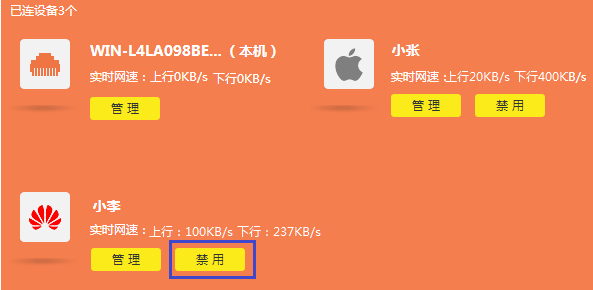 已连设备3个
WIN-L4LA098BE...（本机）
实时网速：上行0KB/s 下行0KB/s
管 理
小张
实时网速：上行20KB/s 下行400KB/s
管 理 禁 用
小李
实时网速：上行：100KB/s 下行：237KB/s
管 理 禁 用